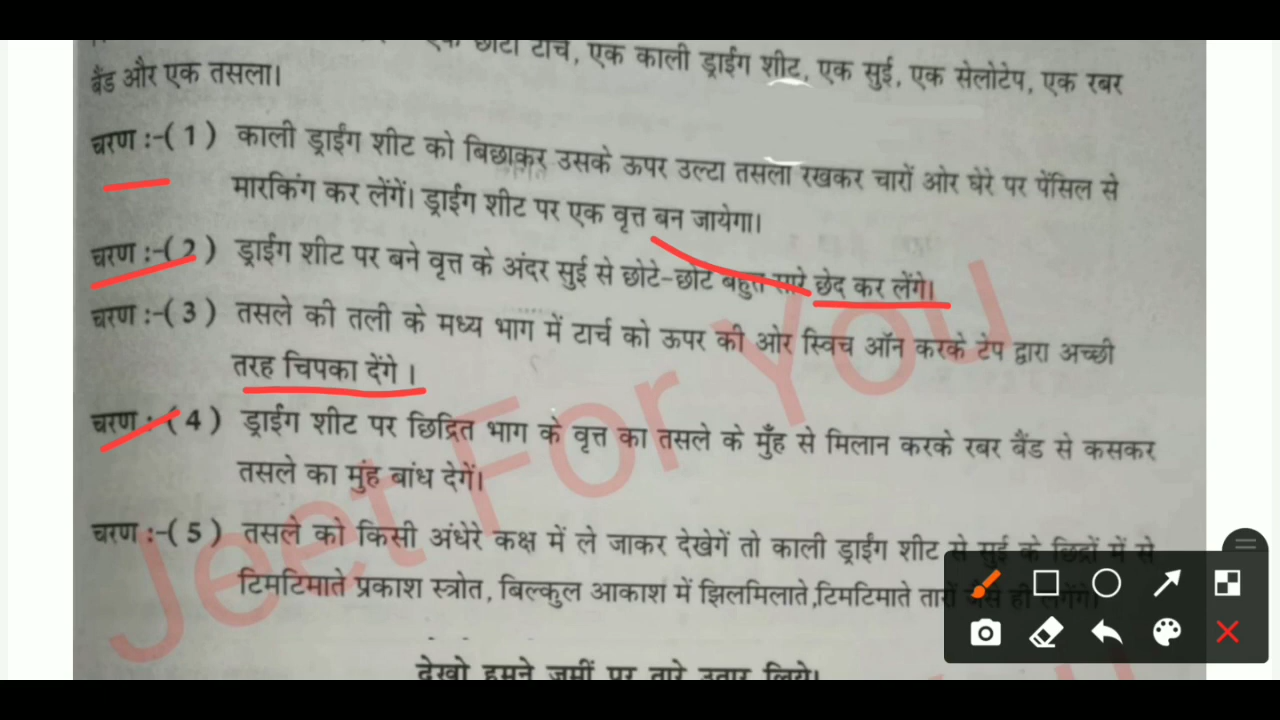 एक छोटी टार्च, एक काली ड्राईंग शीट, एक सुई, एक सेलोटेप, एक रबर
बैंड और एक तसला।
चरण :-( 1 ) काली ड्राईंग शीट को बिछाकर उसके ऊपर उल्टा तसला रखकर चारों ओर घेरे पर पेंसिल से
मारकिंग कर लेंगें। ड्राईंग शीट पर एक वृत्त बन जायेगा।
चरण :-( 2 ) ड्राईंग शीट पर बने वृत्त के अंदर सुई से छोटे-छोटे बहुत सारे छेद कर लेंगे।
चरण :-( 3 ) तसले की तली के मध्य भाग में टार्च को ऊपर की ओर स्विच ऑन करके टेप द्वारा अच्छी
तरह चिपका देंगे ।
चरण :-( 4 ) ड्राईंग शीट पर छिद्रित भाग के वृत्त का तसले के मुँह से मिलान करके रबर बैंड से कसकर
तसले का मुंह बांध देगें।
चरण :-( 5 ) तसले को किसी अंधेरे कक्ष में ले जाकर देखेगें तो काली ड्राईंग शीट से सुई के छिद्रों में से
टिमटिमाते प्रकाश स्त्रोत, बिल्कुल आकाश में झिलमिलाते,टिमटिमाते तारों जैसे ही लगेंगे।
देखो हमने जमीं पर तारे उतार लिये।
Jeet For You